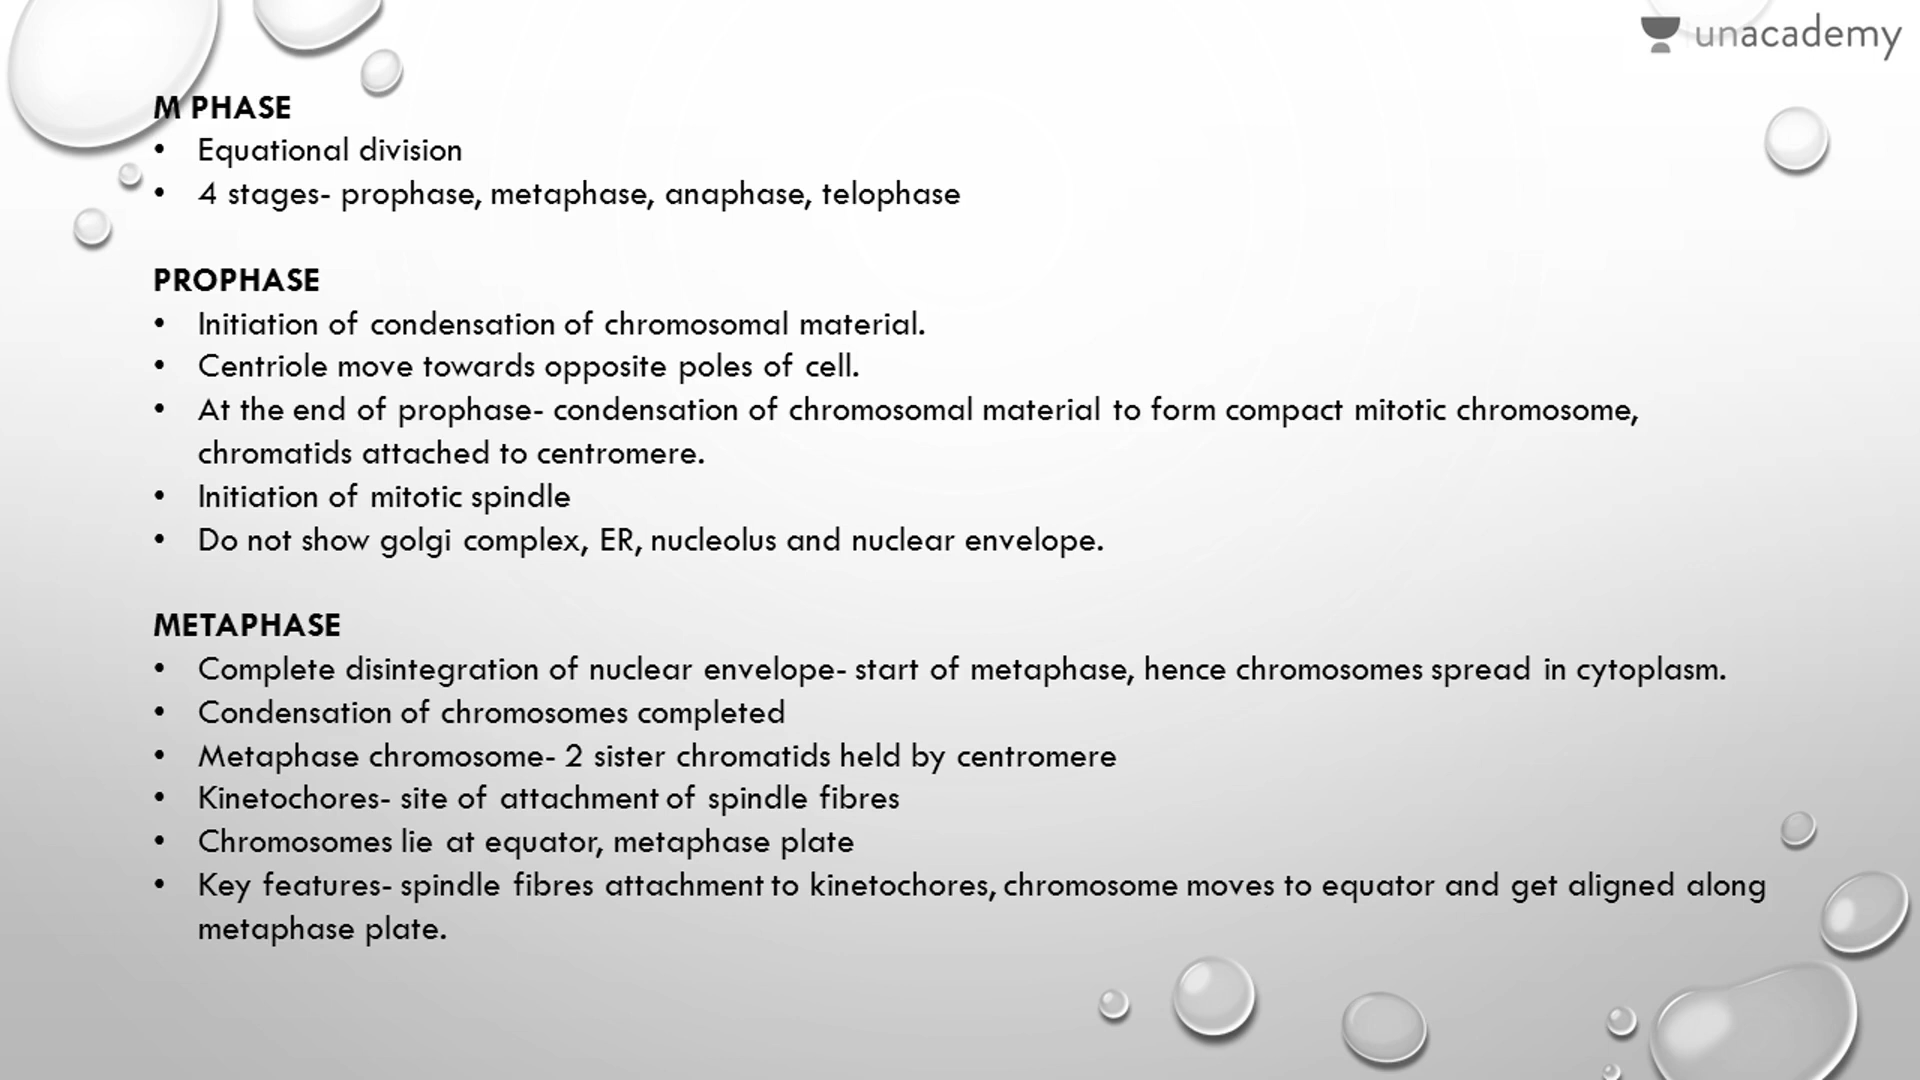 unacademy
M PHASE
• Equational division
• 4 stages- prophase, metaphase, anaphase, telophase
PROPHASE
• Initiation of condensation of chromosomal material.
• Centriole move towards opposite poles of cell.
• At the end of prophase- condensation of chromosomal material to form compact mitotic chromosome,
chromatids attached to centromere.
• Initiation of mitotic spindle
• Do not show golgi complex, ER, nucleolus and nuclear envelope.
METAPHASE
• Complete disintegration of nuclear envelope- start of metaphase, hence chromosomes spread in cytoplasm.
• Condensation of chromosomes completed
• Metaphase chromosome- 2 sister chromatids held by centromere
• Kinetochores- site of attachment of spindle fibres
• Chromosomes lie at equator, metaphase plate
• Key features- spindle fibres attachment to kinetochores, chromosome moves to equator and get aligned along
metaphase plate.